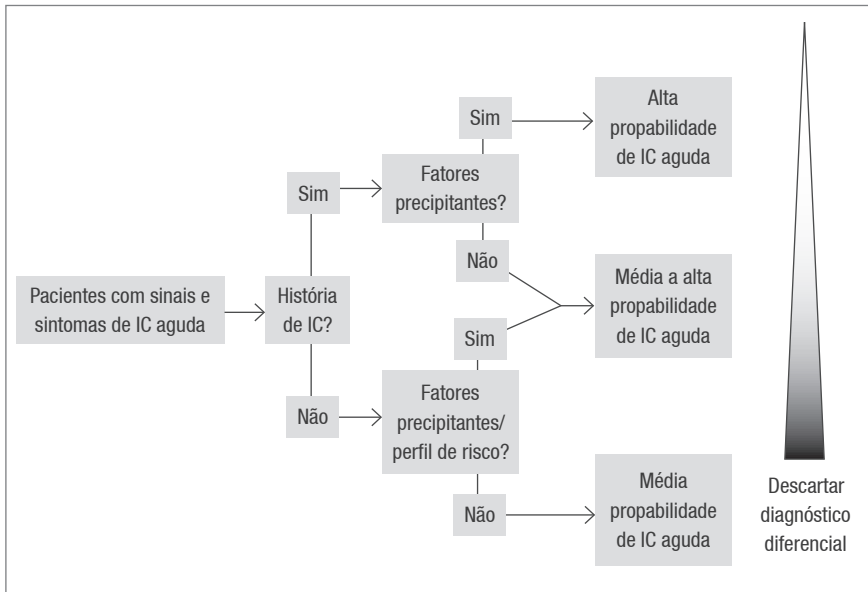 Pacientes com sinais e
sintomas de IC aguda
História
de IC?
Sim
Fatores
precipitantes?
Sim
Alta
propabilidade
de IC aguda
Não
Média a alta
propabilidade
de IC aguda
Sim
Não
Fatores
precipitantes/
perfil de risco?
Não
Média
propabilidade
de IC aguda
Descartar
diagnóstico
diferencial